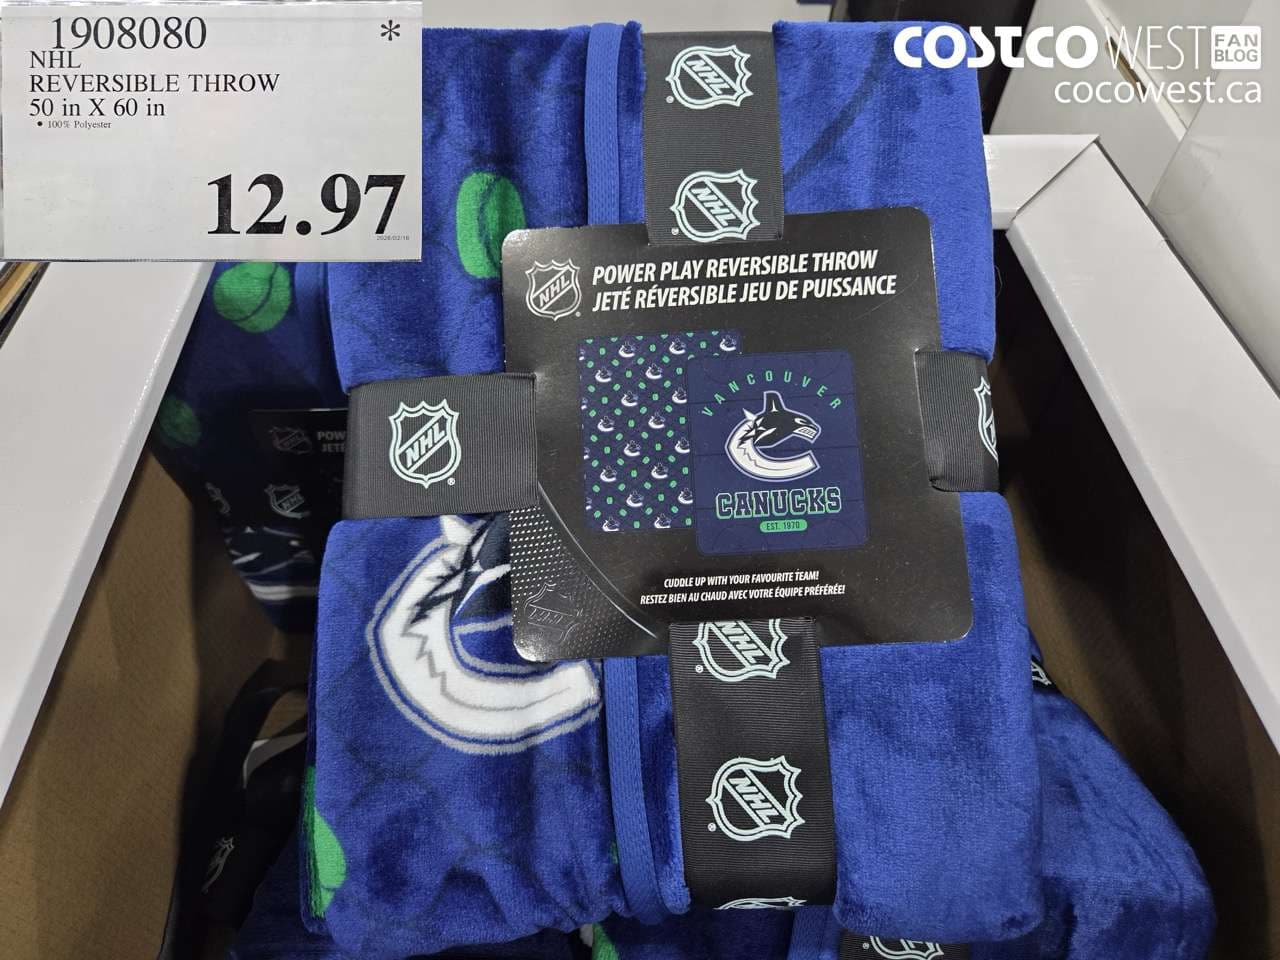 1908080 *
NHL
REVERSIBLE THROW
50 in X 60 in
• 100% Polyester
12.97
COSTCO WEST FAN BLOG
cocowest.ca
NHL
NHL
NHL
POWER PLAY REVERSIBLE THROW
JETÉ RÉVERSIBLE JEU DE PUISSANCE
VANCOUVER
CANUCKS
EST. 1970
NHL
CUDDLE UP WITH YOUR FAVOURITE TEAM!
RESTEZ BIEN AU CHAUD AVEC VOTRE ÉQUIPE PRÉFÉRÉE!
NHL
NHL
NHL